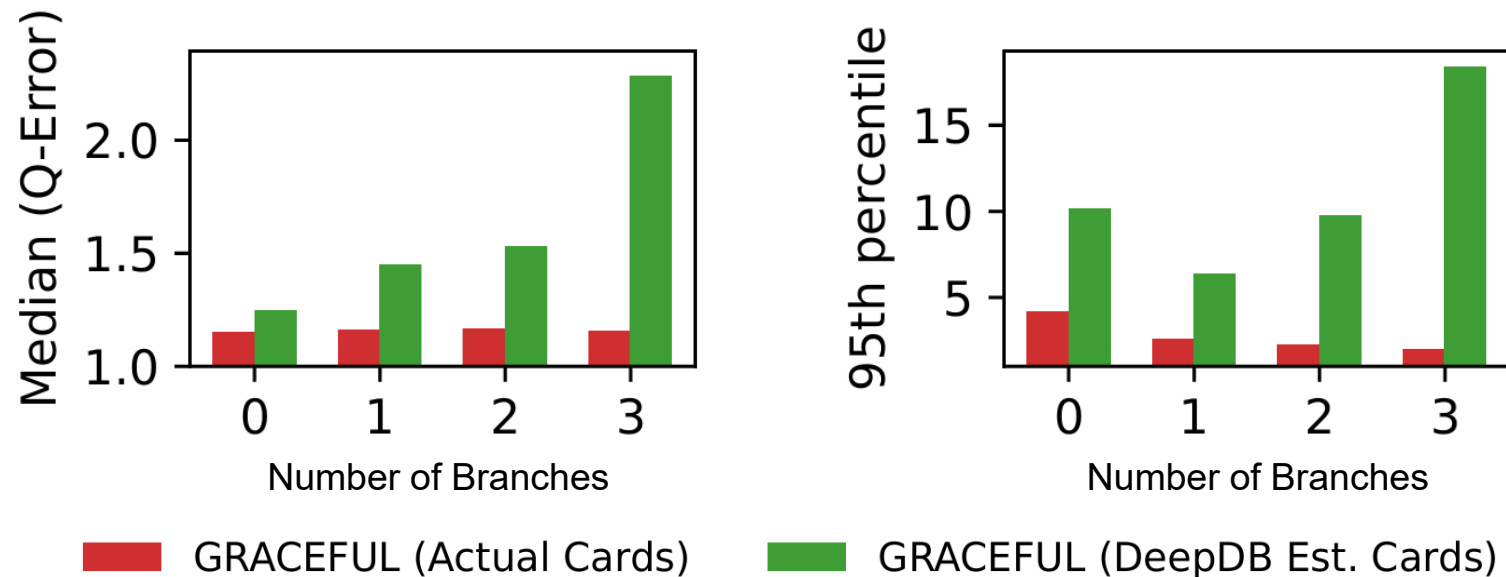 Median (Q-Error)
2.0
1.5
1.0
0 1 2 3
Number of Branches
95th percentile
15
10
5
0 1 2 3
Number of Branches
GRACEFUL (Actual Cards)
GRACEFUL (DeepDB Est. Cards)